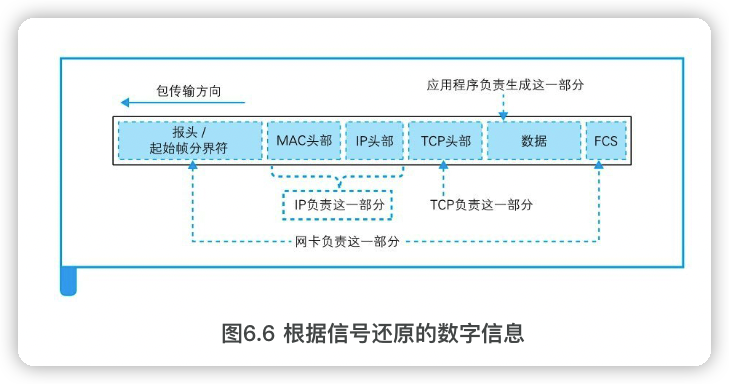 包传输方向
应用程序负责生成这一部分
报头 /
起始帧分界符
MAC头部
IP头部
TCP头部
数据
FCS
IP负责这一部分
TCP负责这一部分
网卡负责这一部分
图6.6 根据信号还原的数字信息